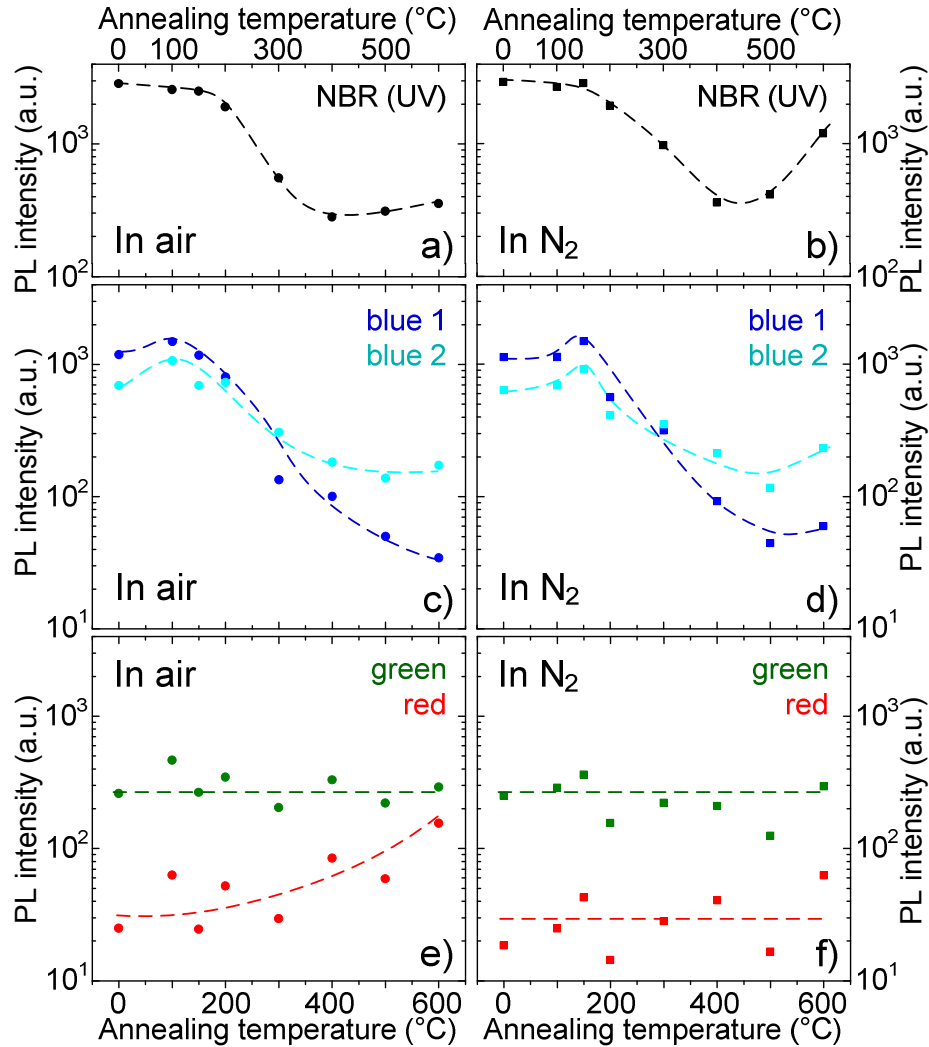 Annealing temperature (°C) Annealing temperature (°C)
0 100 300 500 0 100 300 500
PL intensity (a.u.)
10³
10²
NBR (UV)
In air
a)
NBR (UV)
In N₂
b)
10³
10²
PL intensity (a.u.)
PL intensity (a.u.)
10³
10²
10¹
blue 1
blue 2
In air
c)
blue 1
blue 2
In N₂
d)
10³
10²
10¹
PL intensity (a.u.)
PL intensity (a.u.)
10³
10²
10¹
In air
green
red
e)
In N₂
green
red
f)
10³
10²
10¹
PL intensity (a.u.)
0 200 400 600 0 200 400 600
Annealing temperature (°C) Annealing temperature (°C)